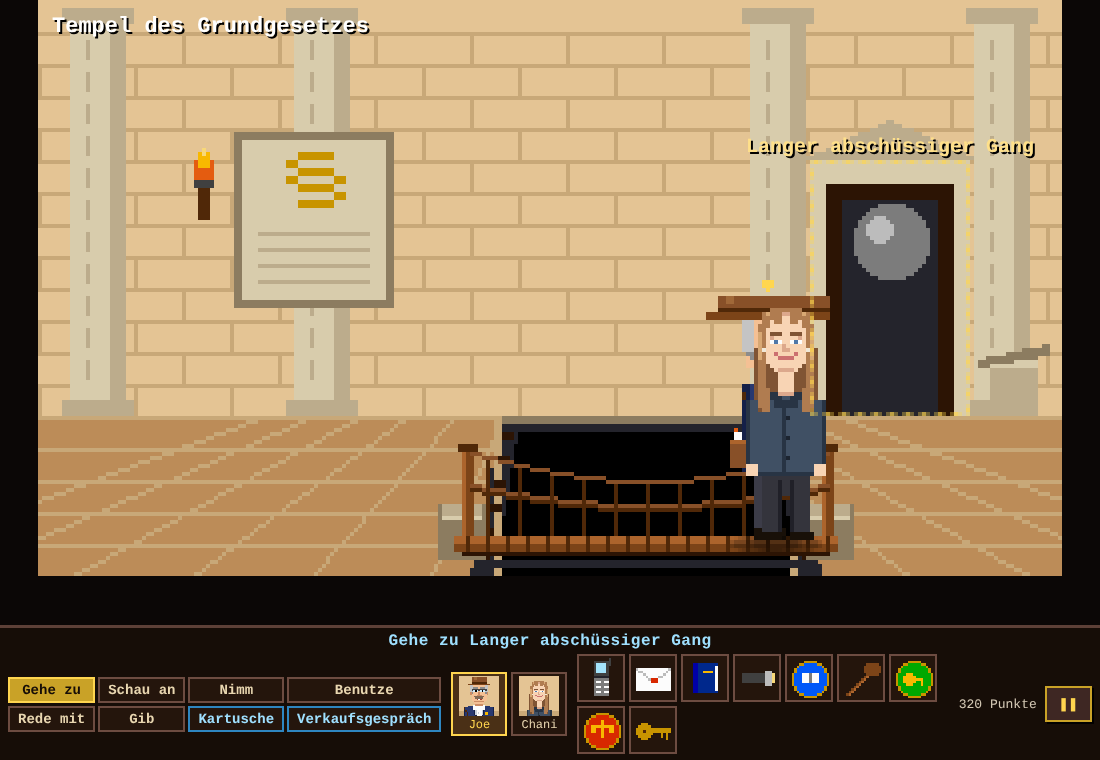 Tempel des Grundgesetzes
Langer abschüssiger Gang
Gehe zu Langer abschüssiger Gang
Gehe zu Schau an Nimm Benutze
Rede mit Gib Kartusche Verkaufsgespräch
Joe Chani
320 Punkte